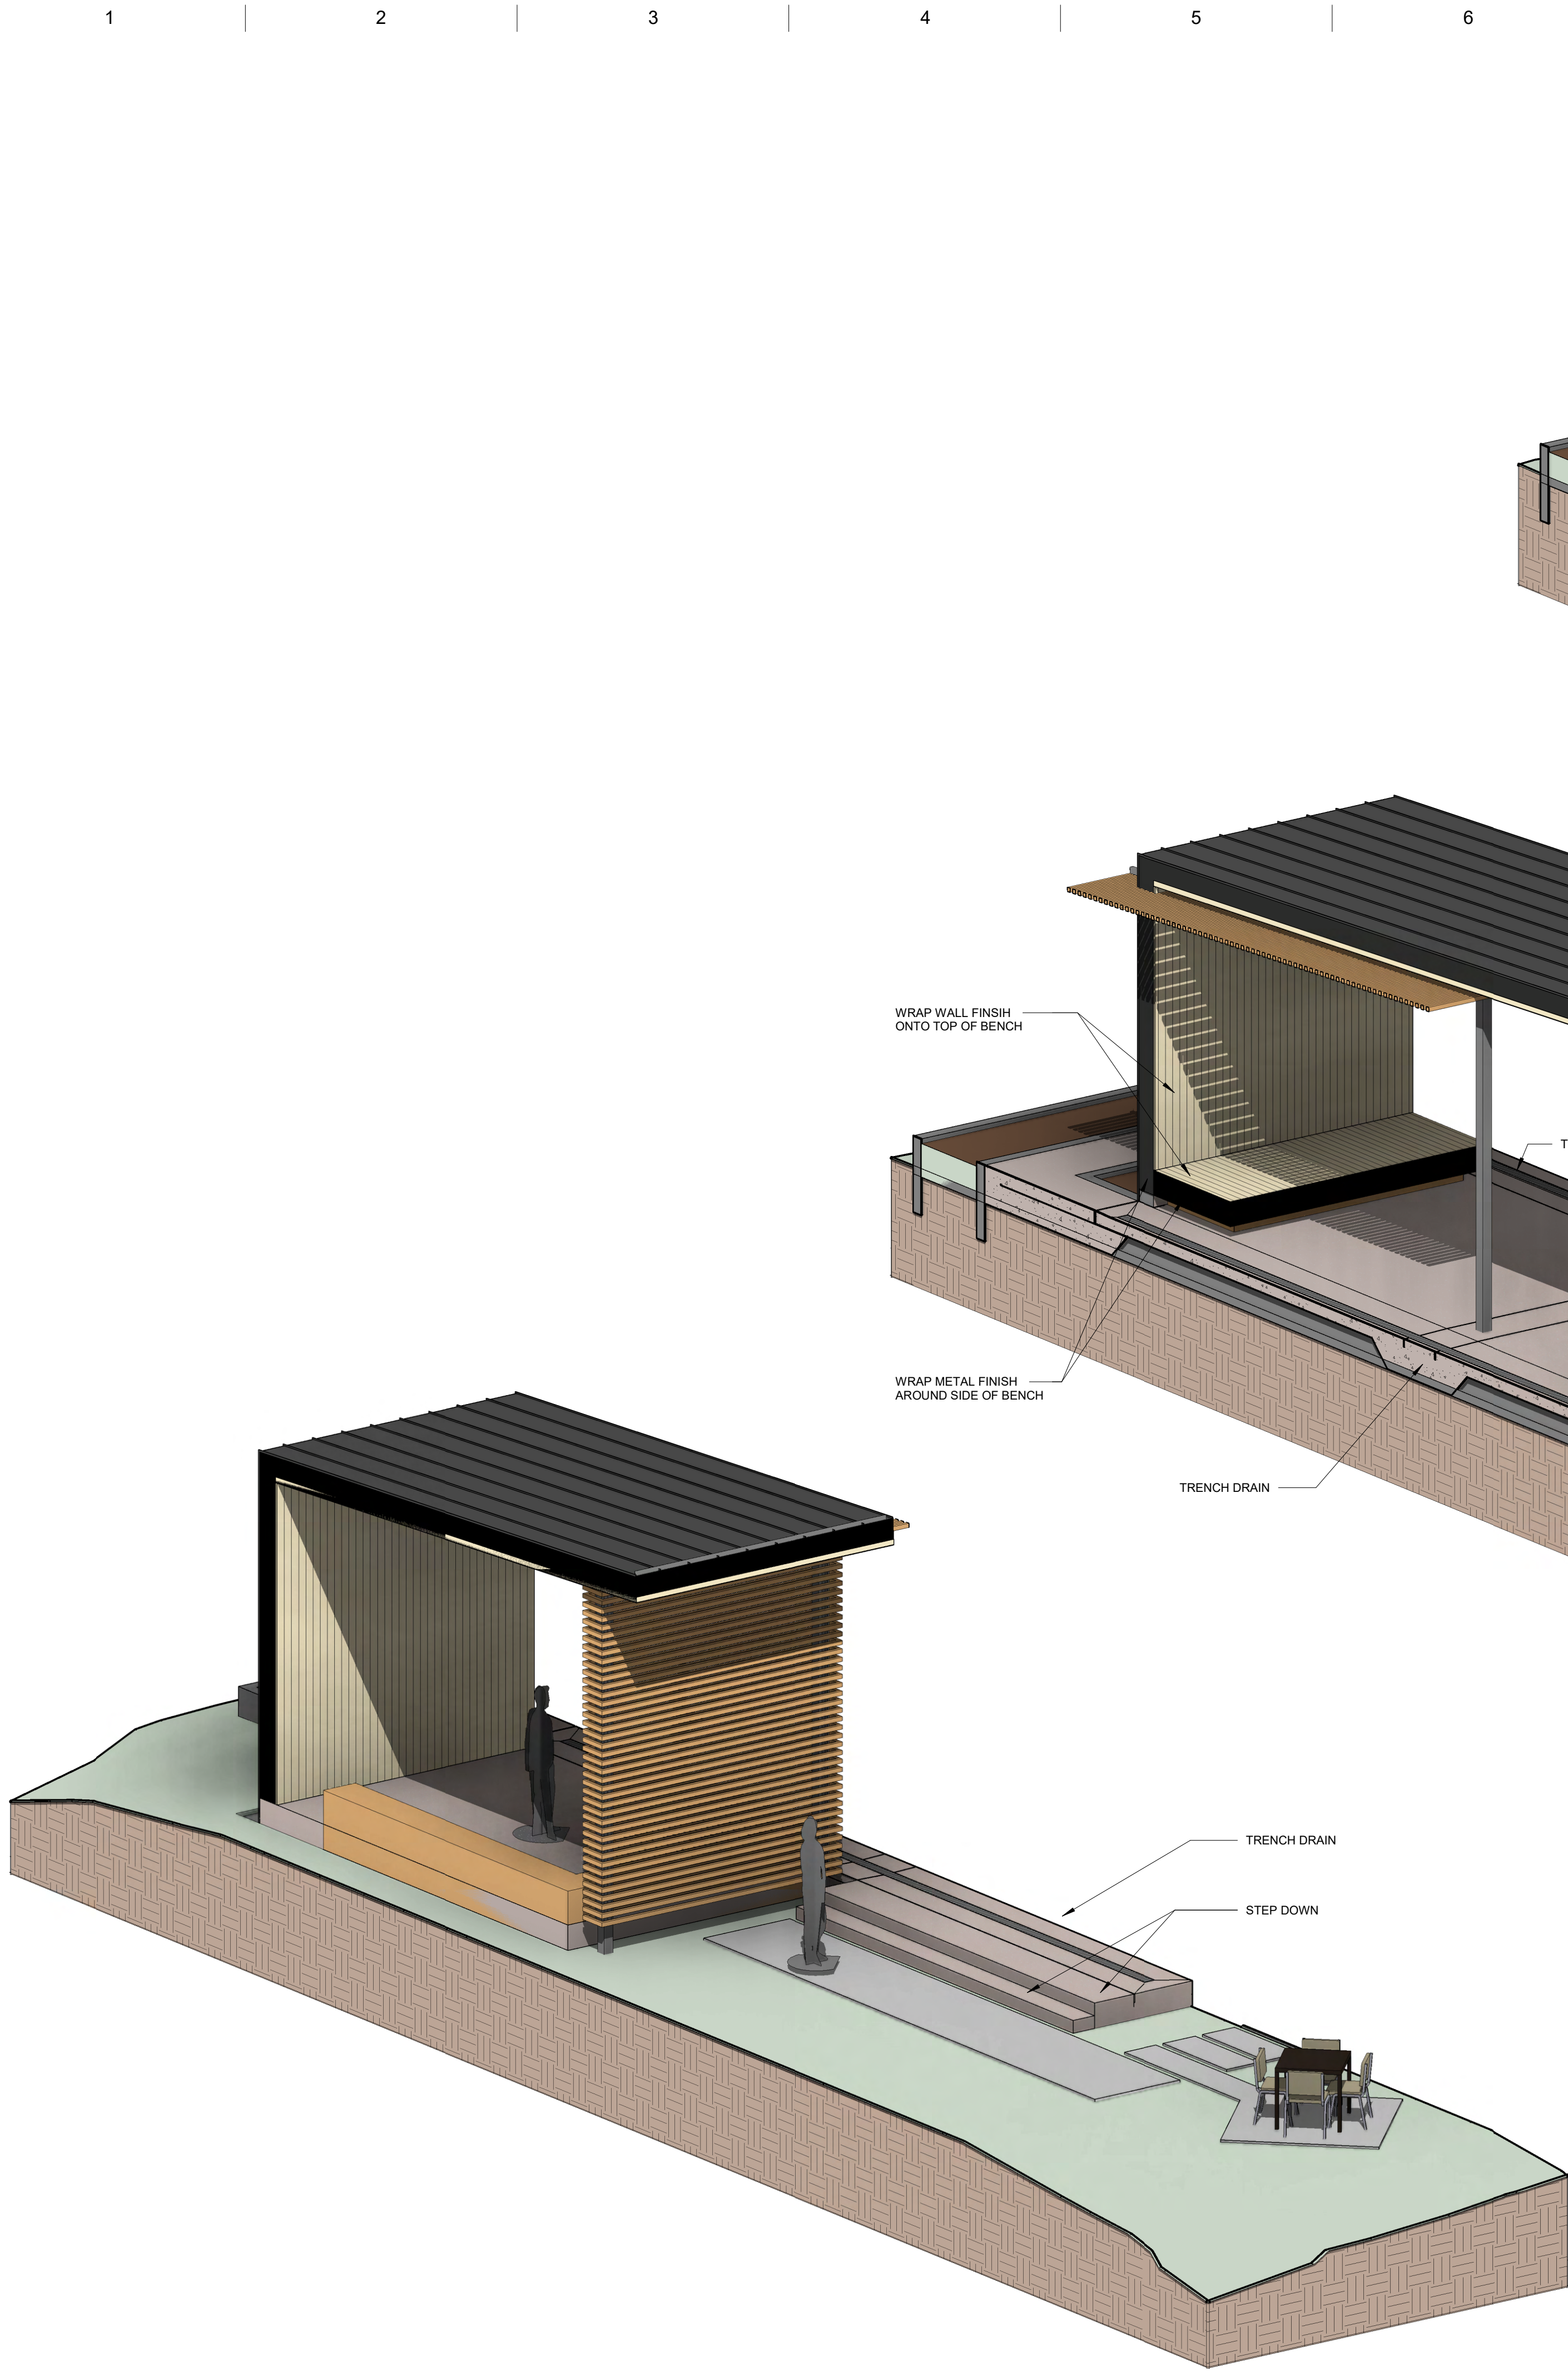 1 2 3 4 5 6
WRAP WALL FINSIH
ONTO TOP OF BENCH
T
WRAP METAL FINISH
AROUND SIDE OF BENCH
TRENCH DRAIN
TRENCH DRAIN
STEP DOWN